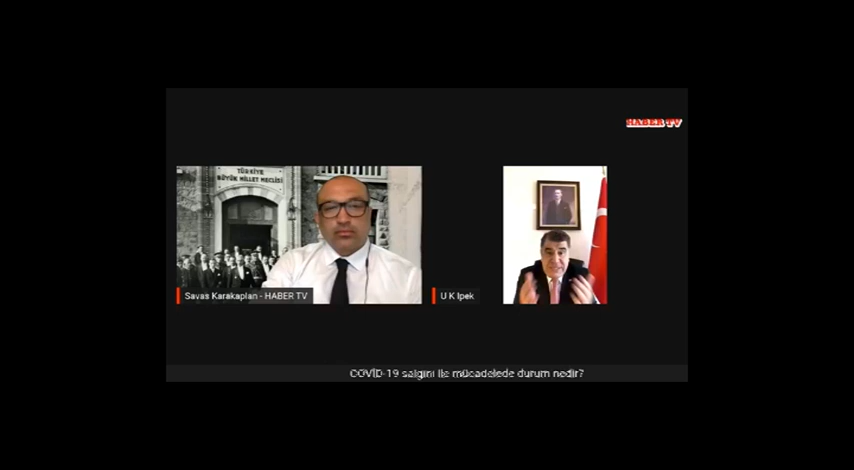 HABER TV
TÜRKİYE
BÜYÜK MİLLET MECLİSİ
Savas Karakaplan - HABER TV
U K Ipek
COVİD-19 salgını ile mücadelede durum nedir?